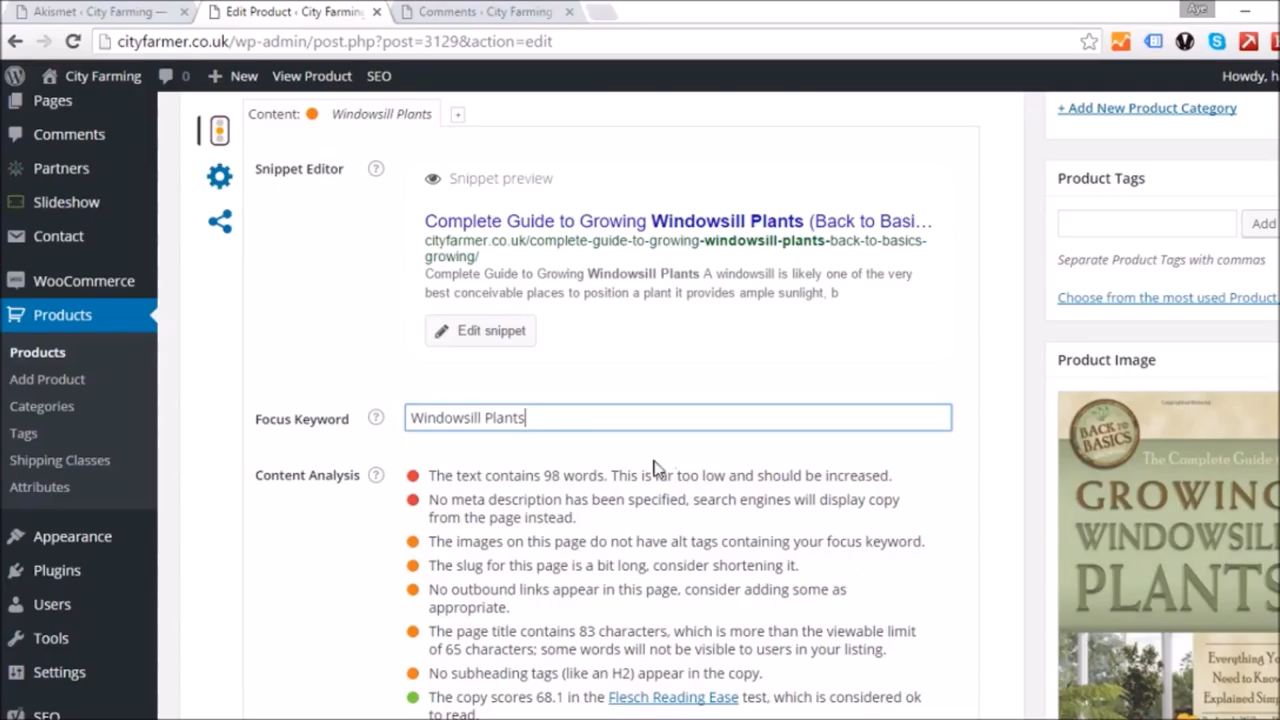 Akismet ‹ City Farming —
Edit Product ‹ City Farming
Comments ‹ City Farming
Aye
cityfarmer.co.uk/wp-admin/post.php?post=3129&action=edit
City Farming
0
New
View Product
SEO
Howdy, h
Pages
Comments
Partners
Slideshow
Contact
WooCommerce
Products
Products
Add Product
Categories
Tags
Shipping Classes
Attributes
Appearance
Plugins
Users
Tools
Settings
SEO
Content:
Windowsill Plants
+
Snippet Editor
?
Snippet preview
Complete Guide to Growing Windowsill Plants (Back to Basi...
cityfarmer.co.uk/complete-guide-to-growing-windowsill-plants-back-to-basics-
growing/
Complete Guide to Growing Windowsill Plants A windowsill is likely one of the very
best conceivable places to position a plant it provides ample sunlight, b
Edit snippet
Focus Keyword
?
Windowsill Plants
Content Analysis
?
The text contains 98 words. This is far too low and should be increased.
No meta description has been specified, search engines will display copy
from the page instead.
The images on this page do not have alt tags containing your focus keyword.
The slug for this page is a bit long, consider shortening it.
No outbound links appear in this page, consider adding some as
appropriate.
The page title contains 83 characters, which is more than the viewable limit
of 65 characters; some words will not be visible to users in your listing.
No subheading tags (like an H2) appear in the copy.
The copy scores 68.1 in the Flesch Reading Ease test, which is considered ok
to read.
+ Add New Product Category
Product Tags
Add
Separate Product Tags with commas
Choose from the most used Product
Product Image
BACK TO
BASICS
The Complete Guide
GROWING
WINDOWSILL
PLANTS
Everything Yo
Need to Know
Explained Simp